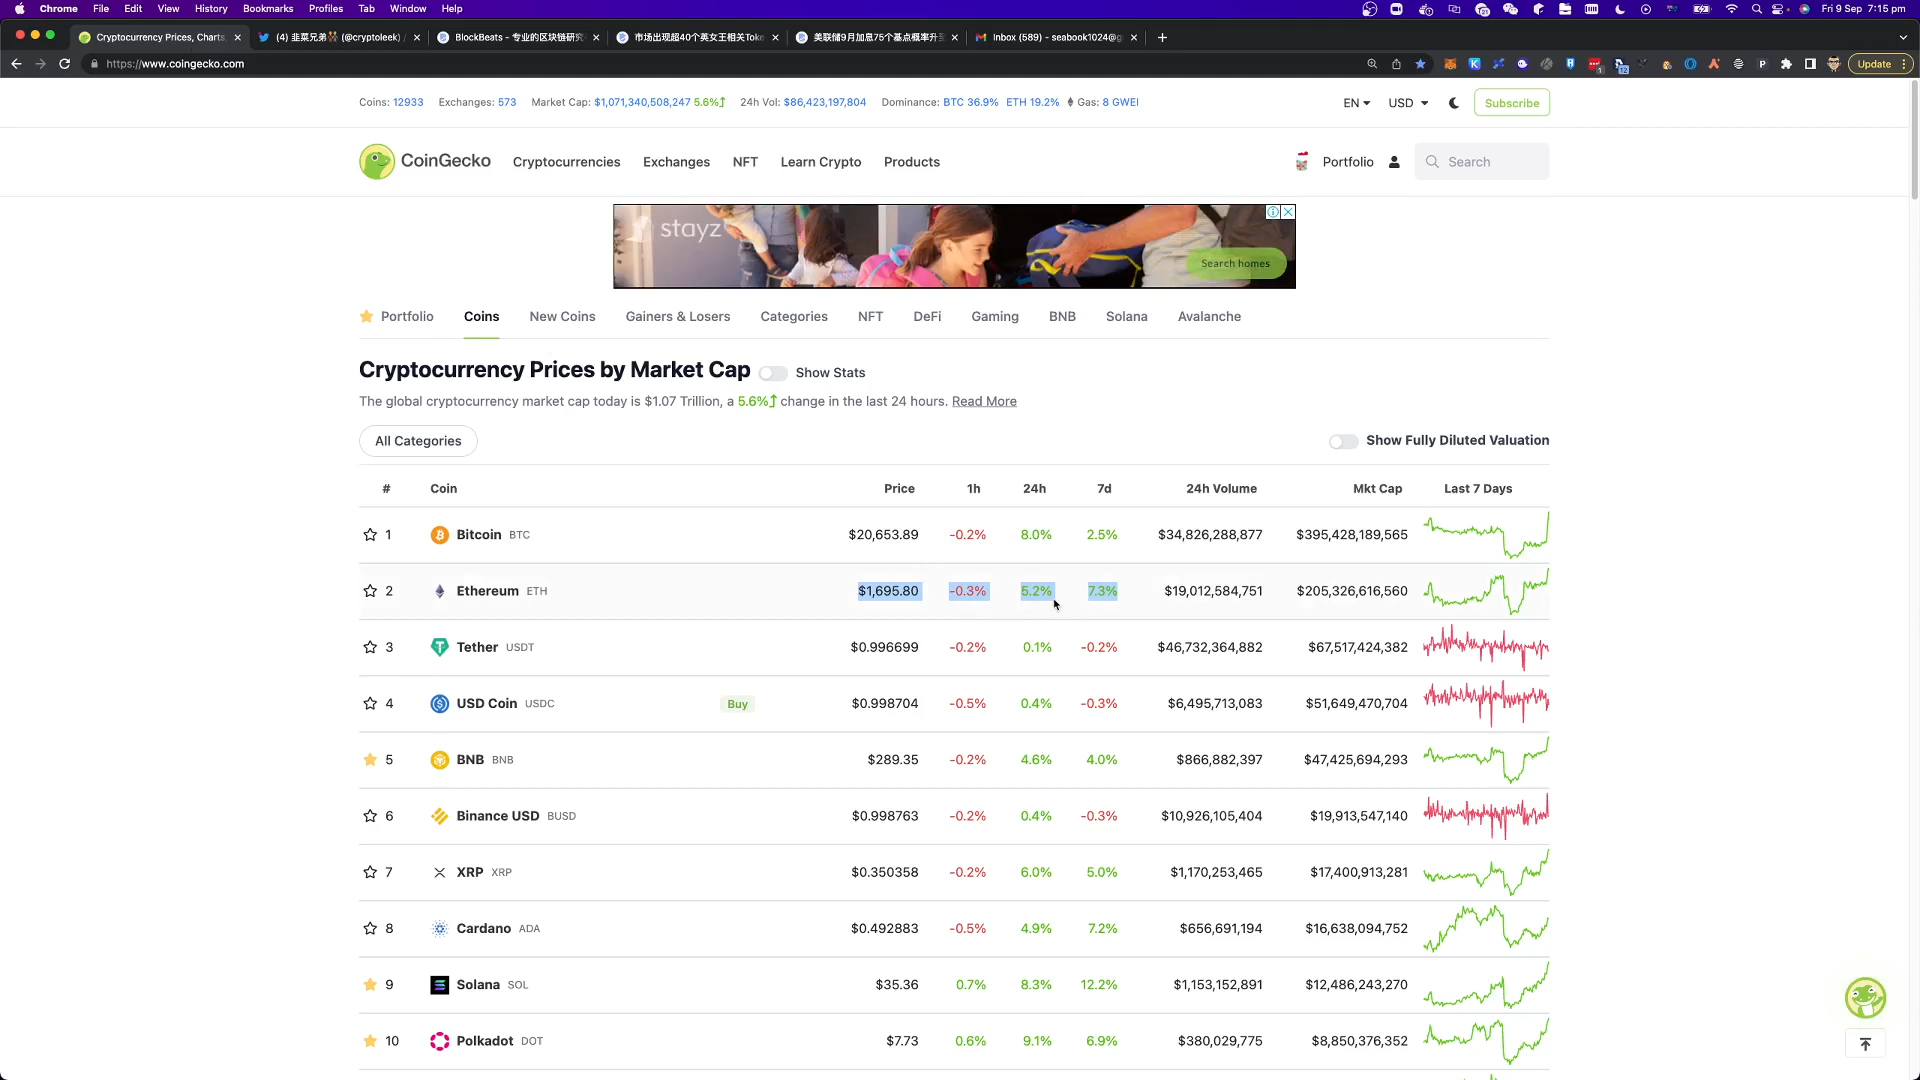 Chrome File Edit View History Bookmarks Profiles Tab Window Help Fri 9 Sep 7:15 pm
Cryptocurrency Prices, Charts, (4) 韭菜兄弟 (@cryptoleek) / BlockBeats - 专业的区块链研究 市场出现超40个英女王相关Toke 美联储9月加息75个基点概率升至 Inbox (589) - seabook1024@g
https://www.coingecko.com Update
Coins: 12933 Exchanges: 573 Market Cap: $1,071,340,508,247 5.6% 24h Vol: $86,423,197,804 Dominance: BTC 36.9% ETH 19.2% Gas: 8 GWEI EN USD Subscribe
CoinGecko Cryptocurrencies Exchanges NFT Learn Crypto Products Portfolio Search
stayz
Search homes
Portfolio Coins New Coins Gainers & Losers Categories NFT DeFi Gaming BNB Solana Avalanche
Cryptocurrency Prices by Market Cap Show Stats
The global cryptocurrency market cap today is $1.07 Trillion, a 5.6% change in the last 24 hours. Read More
All Categories Show Fully Diluted Valuation
# Coin Price 1h 24h 7d 24h Volume Mkt Cap Last 7 Days
1 Bitcoin BTC $20,653.89 -0.2% 8.0% 2.5% $34,826,288,877 $395,428,189,565
2 Ethereum ETH $1,695.80 -0.3% 5.2% 7.3% $19,012,584,751 $205,326,616,560
3 Tether USDT $0.996699 -0.2% 0.1% -0.2% $46,732,364,882 $67,517,424,382
4 USD Coin USDC Buy $0.998704 -0.5% 0.4% -0.3% $6,495,713,083 $51,649,470,704
5 BNB BNB $289.35 -0.2% 4.6% 4.0% $866,882,397 $47,425,694,293
6 Binance USD BUSD $0.998763 -0.2% 0.4% -0.3% $10,926,105,404 $19,913,547,140
7 XRP XRP $0.350358 -0.2% 6.0% 5.0% $1,170,253,465 $17,400,913,281
8 Cardano ADA $0.492883 -0.5% 4.9% 7.2% $656,691,194 $16,638,094,752
9 Solana SOL $35.36 0.7% 8.3% 12.2% $1,153,152,891 $12,486,243,270
10 Polkadot DOT $7.73 0.6% 9.1% 6.9% $380,029,775 $8,850,376,352